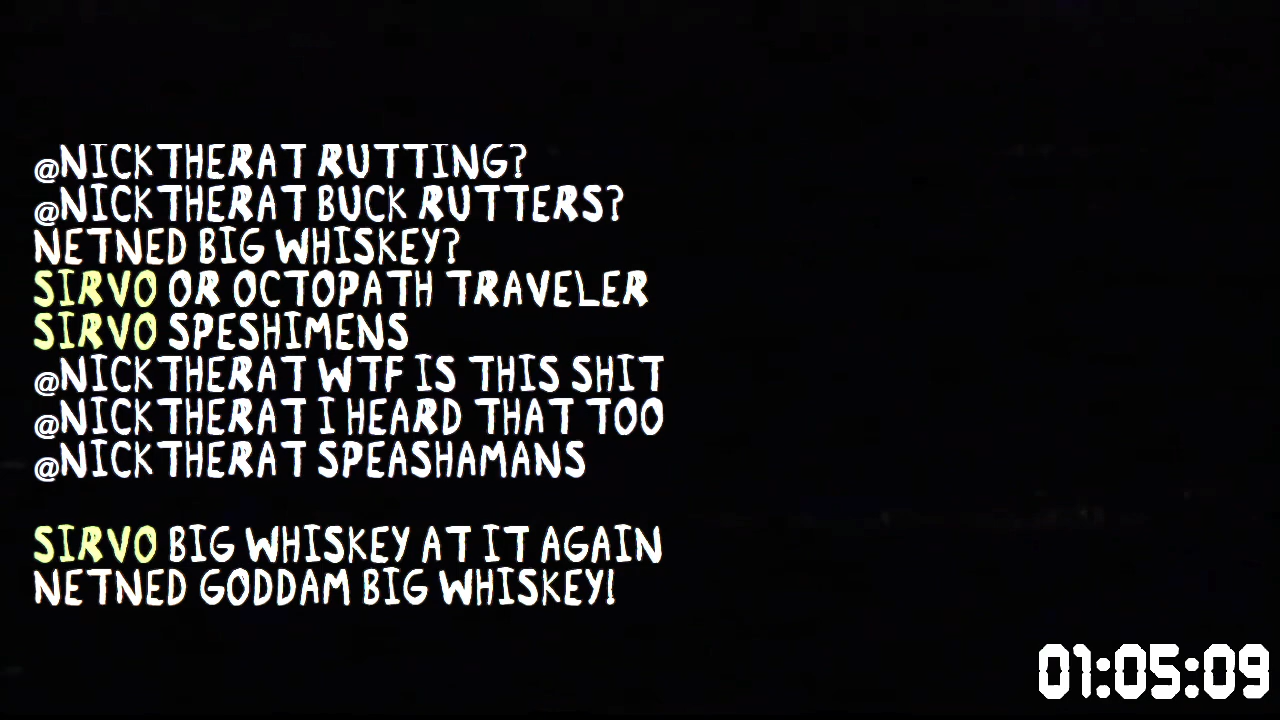 @NICKTHERAT RUTTING?
@NICKTHERAT BUCK RUTTERS?
NETNED BIG WHISKEY?
SIRVO OR OCTOPATH TRAVELER
SIRVO SPESHIMENS
@NICKTHERAT WTF IS THIS SHIT
@NICKTHERAT I HEARD THAT TOO
@NICKTHERAT SPEASHAMANS
SIRVO BIG WHISKEY AT IT AGAIN
NETNED GODDAM BIG WHISKEY!
01:05:09